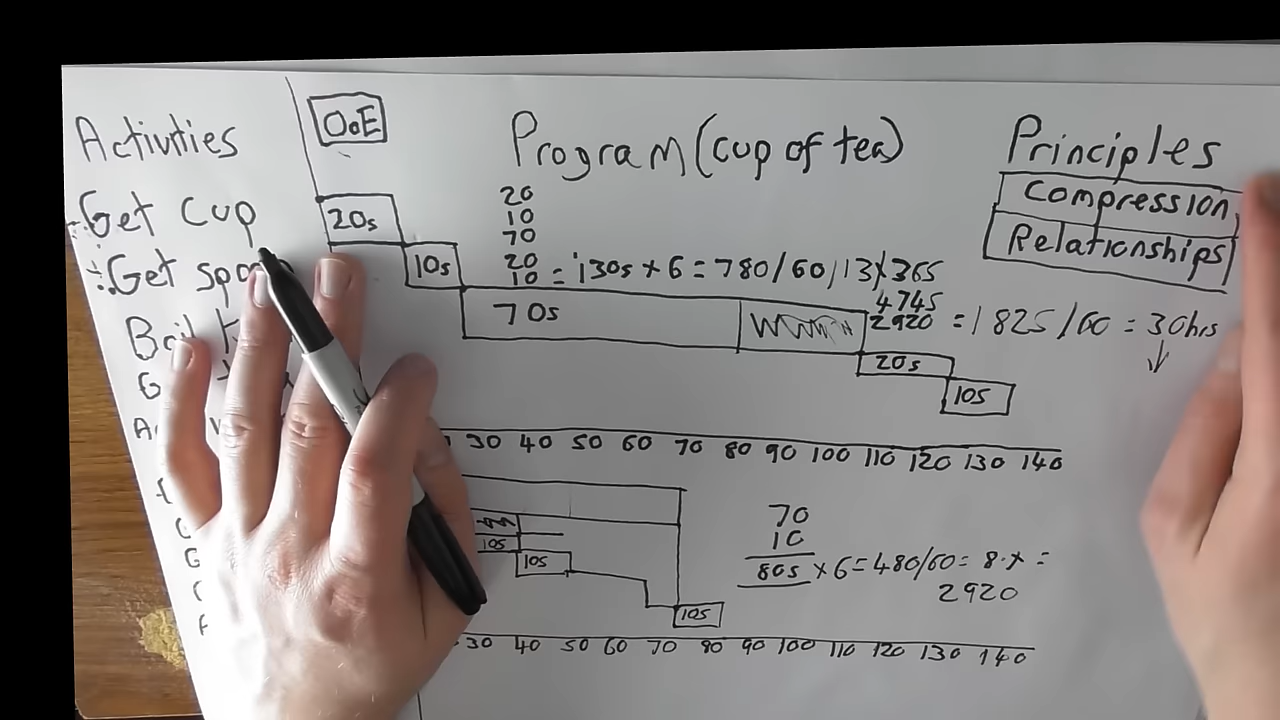 Activities
OoE
Program (cup of tea)
Principles
Get Cup
Compression
Relationships
20s
20
10
70
20
10 = 130s x 6 = 780/60, 13 x 365
10s
Get
4745
2920 = 1825/60 = 30hrs
70s
20s
10s
30 40 50 60 70 80 90 100 110 120 130 140
10s
10s
10s
70
10
80s x 6 = 480/60 = 8. x =
2920
30 40 50 60 70 80 90 100 110 120 130 140